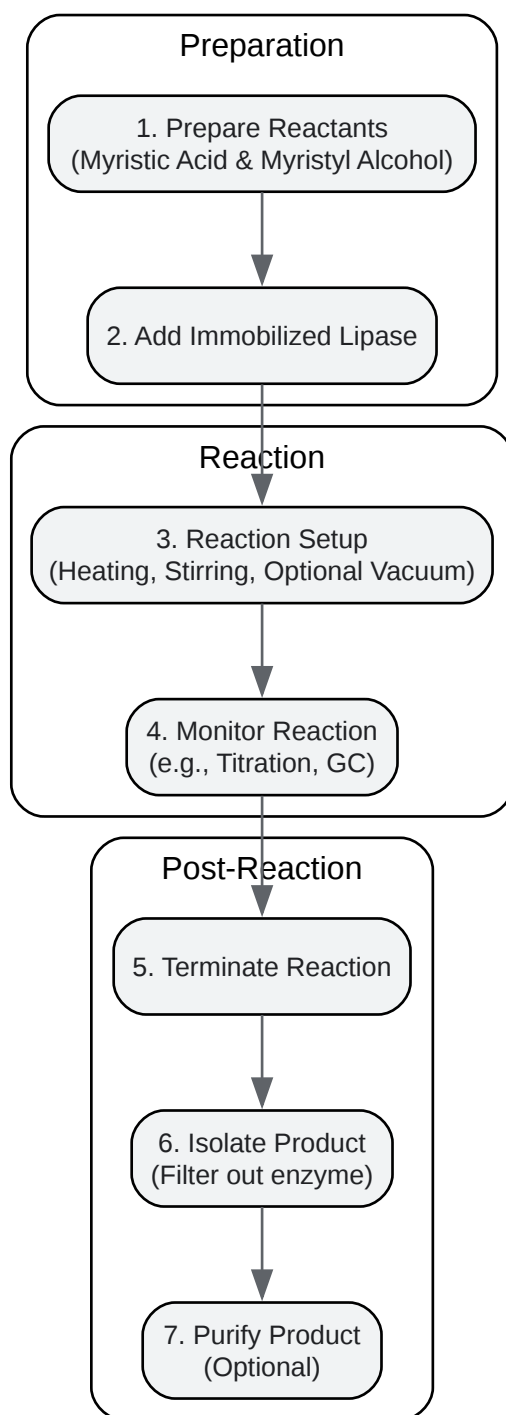 Preparation
1. Prepare Reactants
(Myristic Acid & Myristyl Alcohol)
2. Add Immobilized Lipase
Reaction
3. Reaction Setup
(Heating, Stirring, Optional Vacuum)
4. Monitor Reaction
(e.g., Titration, GC)
Post-Reaction
5. Terminate Reaction
6. Isolate Product
(Filter out enzyme)
7. Purify Product
(Optional)